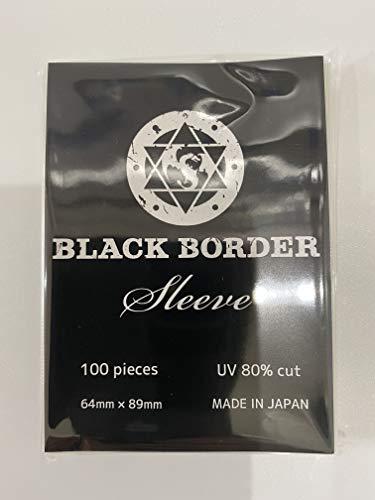 S
BLACK BORDER
Sleeve
100 pieces UV 80% cut
64mm × 89mm MADE IN JAPAN